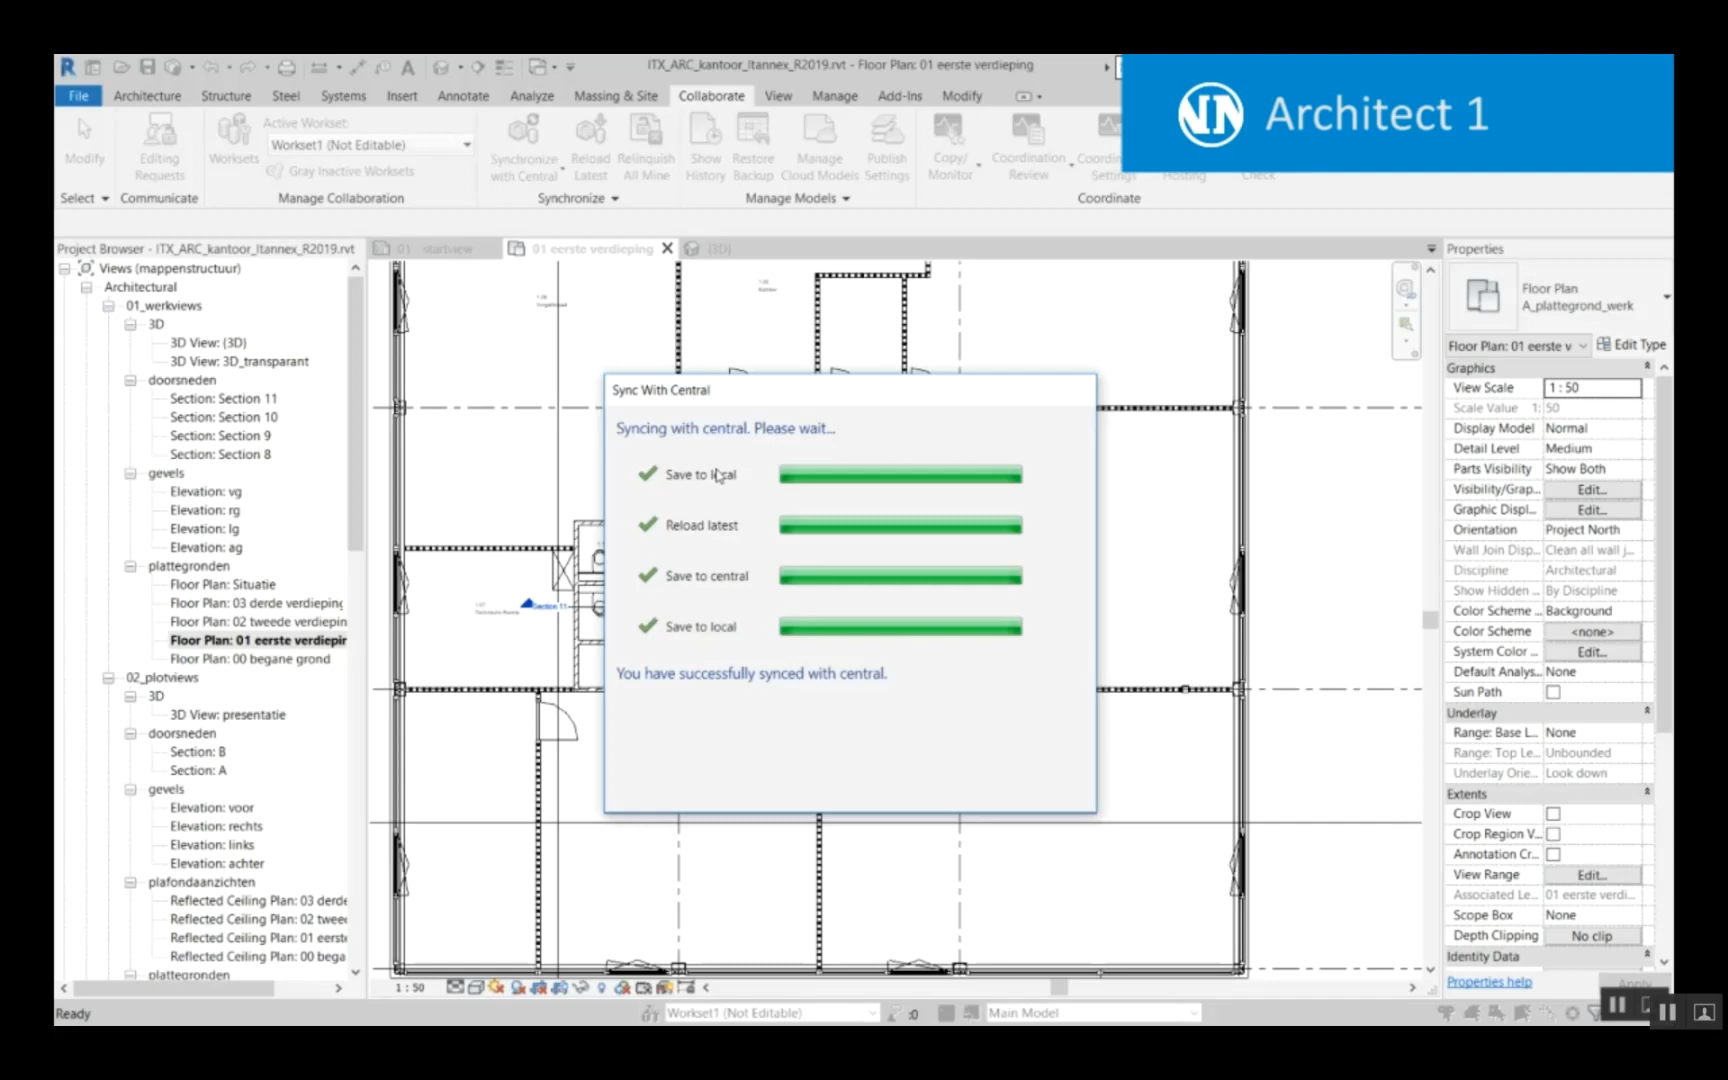 ITX_ARC_kantoor_Itannex_R2019.rvt - Floor Plan: 01 eerste verdieping
Architect 1
File Architecture Structure Steel Systems Insert Annotate Analyze Massing & Site Collaborate View Manage Add-Ins Modify
Modify
Editing Requests
Worksets
Active Workset:
Workset1 (Not Editable)
Gray Inactive Worksets
Synchronize with Central
Reload Latest
Relinquish All Mine
Show History
Restore Backup
Manage Cloud Models
Publish Settings
Copy/ Monitor
Coordination Review
Settings
Select Communicate Manage Collaboration Synchronize Manage Models Coordinate
Project Browser - ITX_ARC_kantoor_Itannex_R2019.rvt
Views (mappenstructuur)
Architectural
01_werkviews
3D
3D View: {3D}
3D View: 3D_transparant
doorsneden
Section: Section 11
Section: Section 10
Section: Section 9
Section: Section 8
gevels
Elevation: vg
Elevation: rg
Elevation: lg
Elevation: ag
plattegronden
Floor Plan: Situatie
Floor Plan: 03 derde verdieping
Floor Plan: 02 tweede verdiepin
Floor Plan: 01 eerste verdiepir
Floor Plan: 00 begane grond
02_plotviews
3D
3D View: presentatie
doorsneden
Section: B
Section: A
gevels
Elevation: voor
Elevation: rechts
Elevation: links
Elevation: achter
plafondaanzichten
Reflected Ceiling Plan: 03 derde
Reflected Ceiling Plan: 02 twee
Reflected Ceiling Plan: 01 eerst
Reflected Ceiling Plan: 00 bega
plattegronden
01 startview
01 eerste verdieping
{3D}
Section 11
Sync With Central
Syncing with central. Please wait...
Save to local
Reload latest
Save to central
Save to local
You have successfully synced with central.
1 : 50
Properties
Floor Plan
A_plattegrond_werk
Floor Plan: 01 eerste v Edit Type
Graphics
View Scale 1 : 50
Scale Value 1: 50
Display Model Normal
Detail Level Medium
Parts Visibility Show Both
Visibility/Grap... Edit...
Graphic Displ... Edit...
Orientation Project North
Wall Join Disp... Clean all wall j...
Discipline Architectural
Show Hidden ... By Discipline
Color Scheme ... Background
Color Scheme <none>
System Color ... Edit...
Default Analys... None
Sun Path
Underlay
Range: Base L... None
Range: Top Le... Unbounded
Underlay Orie... Look down
Extents
Crop View
Crop Region V...
Annotation Cr...
View Range Edit...
Associated Le... 01 eerste verdi...
Scope Box None
Depth Clipping No clip
Identity Data
Properties help Apply
Ready
Workset1 (Not Editable)
:0
Main Model